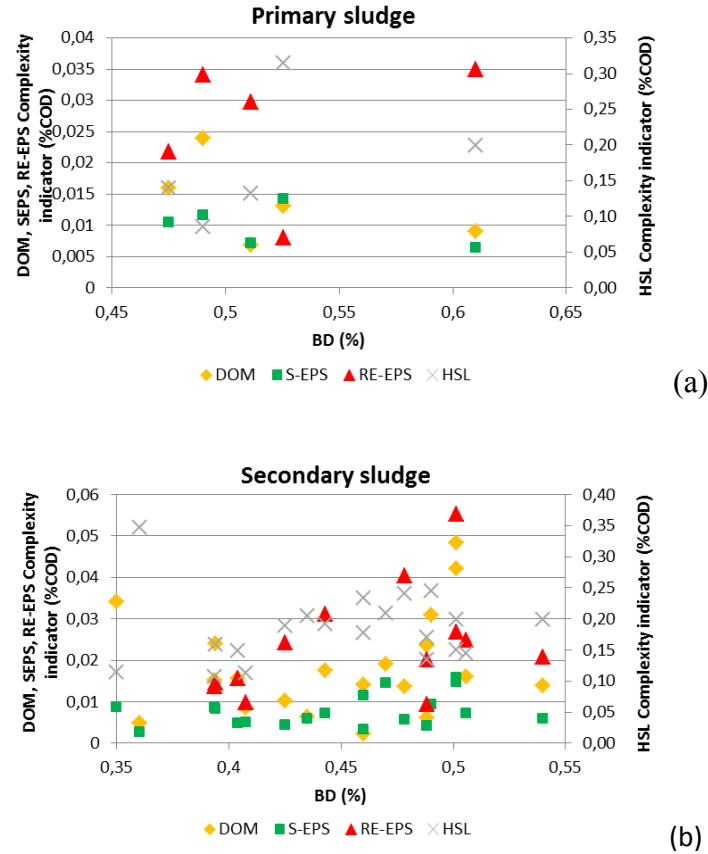 Primary sludge
DOM, SEPS, RE-EPS Complexity
indicator (%COD)
0,04
0,035
0,03
0,025
0,02
0,015
0,01
0,005
0
0,35
0,30
0,25
0,20
0,15
0,10
0,05
0,00
HSL Complexity indicator (%COD)
0,45 0,5 0,55 0,6 0,65
BD (%)
DOM S-EPS RE-EPS HSL
(a)
Secondary sludge
DOM, SEPS, RE-EPS Complexity
indicator (%COD)
0,06
0,05
0,04
0,03
0,02
0,01
0
0,40
0,35
0,30
0,25
0,20
0,15
0,10
0,05
0,00
HSL Complexity indicator (%COD)
0,35 0,4 0,45 0,5 0,55
BD (%)
DOM S-EPS RE-EPS HSL
(b)